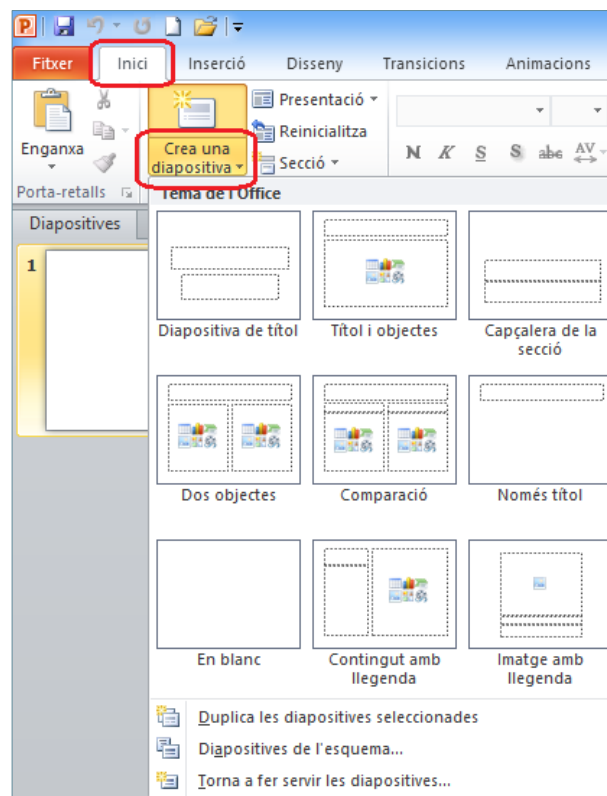 Fitxer Inici Inserció Disseny Transicions Animacions
Enganxa
Porta-retalls
Crea una
diapositiva
Presentació
Reinicialitza
Secció
N K S S abc AV
Tema de l'Office
Diapositives
1
Diapositiva de títol Títol i objectes Capçalera de la
secció
Dos objectes Comparació Només títol
En blanc Contingut amb Imatge amb
llegenda llegenda
Duplica les diapositives seleccionades
Diapositives de l'esquema...
Torna a fer servir les diapositives...